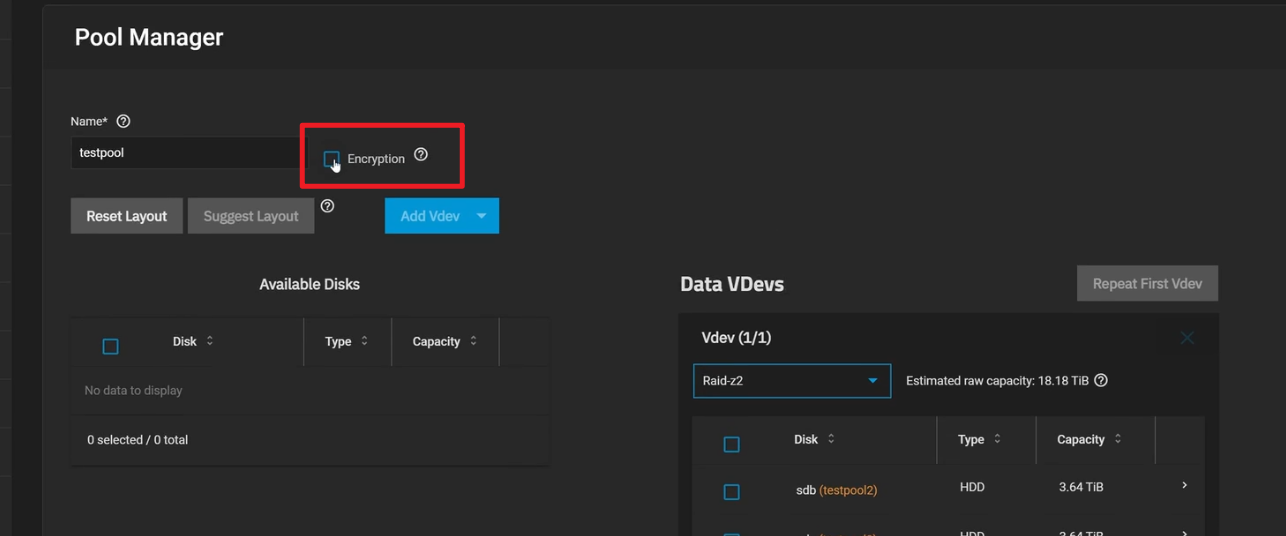 Pool Manager
Name*
testpool
Encryption
Reset Layout
Suggest Layout
Add Vdev
Available Disks
Disk
Type
Capacity
No data to display
0 selected / 0 total
Data VDevs
Repeat First Vdev
Vdev (1/1)
Raid-z2
Estimated raw capacity: 18.18 TiB
Disk
Type
Capacity
sdb (testpool2)
HDD
3.64 TiB
HDD
3.64 TiB